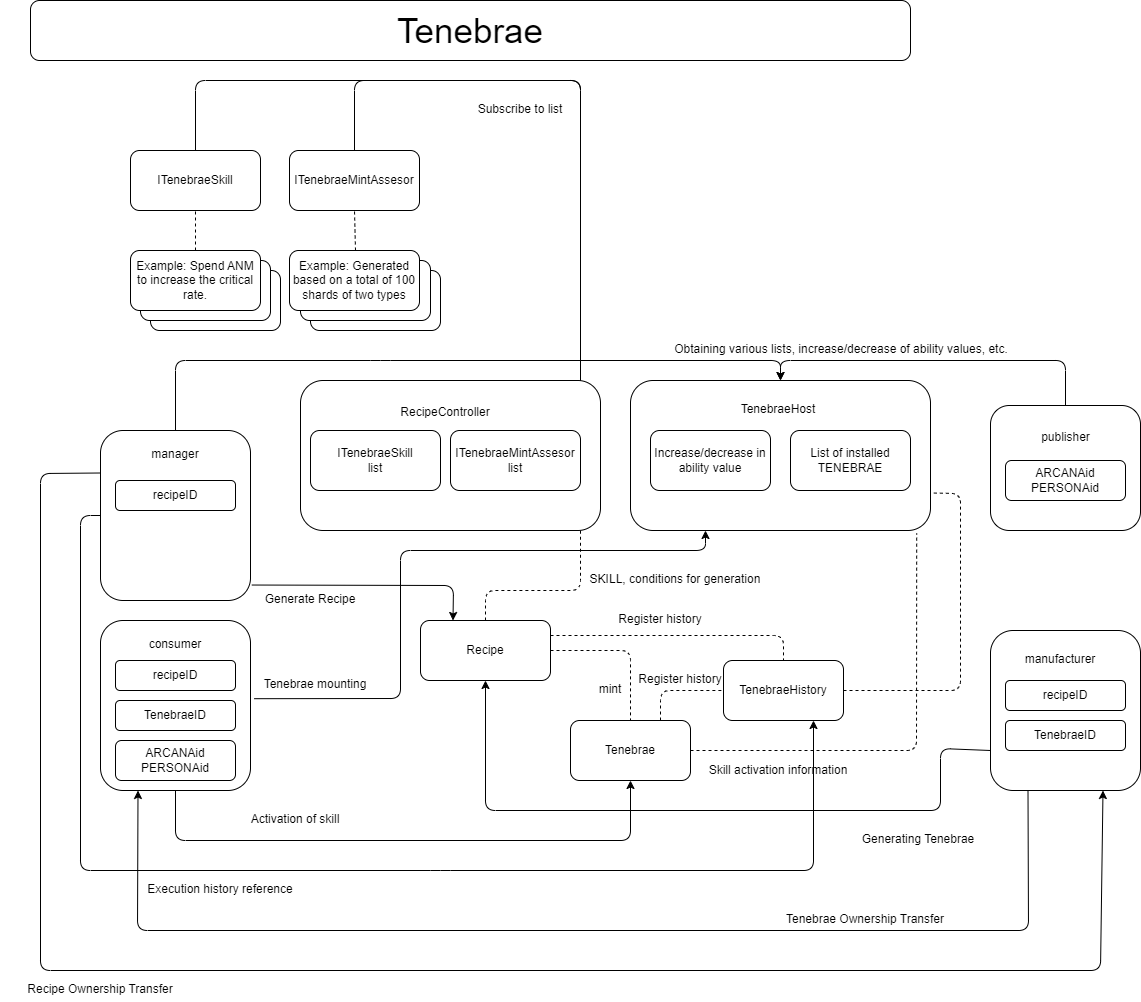 Tenebrae
Subscribe to list
ITenebraeSkill
ITenebraeMintAssesor
Example: Spend ANM
to increase the critical
rate.
Example: Generated
based on a total of 100
shards of two types
Obtaining various lists, increase/decrease of ability values, etc.
RecipeController
ITenebraeSkill
list
ITenebraeMintAssesor
list
TenebraeHost
Increase/decrease in
ability value
List of installed
TENEBRAE
publisher
ARCANAid
PERSONAid
manager
recipeID
SKILL, conditions for generation
Generate Recipe
Register history
consumer
recipeID
TenebraeID
ARCANAid
PERSONAid
Recipe
Tenebrae mounting
mint
Register history
TenebraeHistory
manufacturer
recipeID
TenebraeID
Tenebrae
Skill activation information
Activation of skill
Generating Tenebrae
Execution history reference
Tenebrae Ownership Transfer
Recipe Ownership Transfer